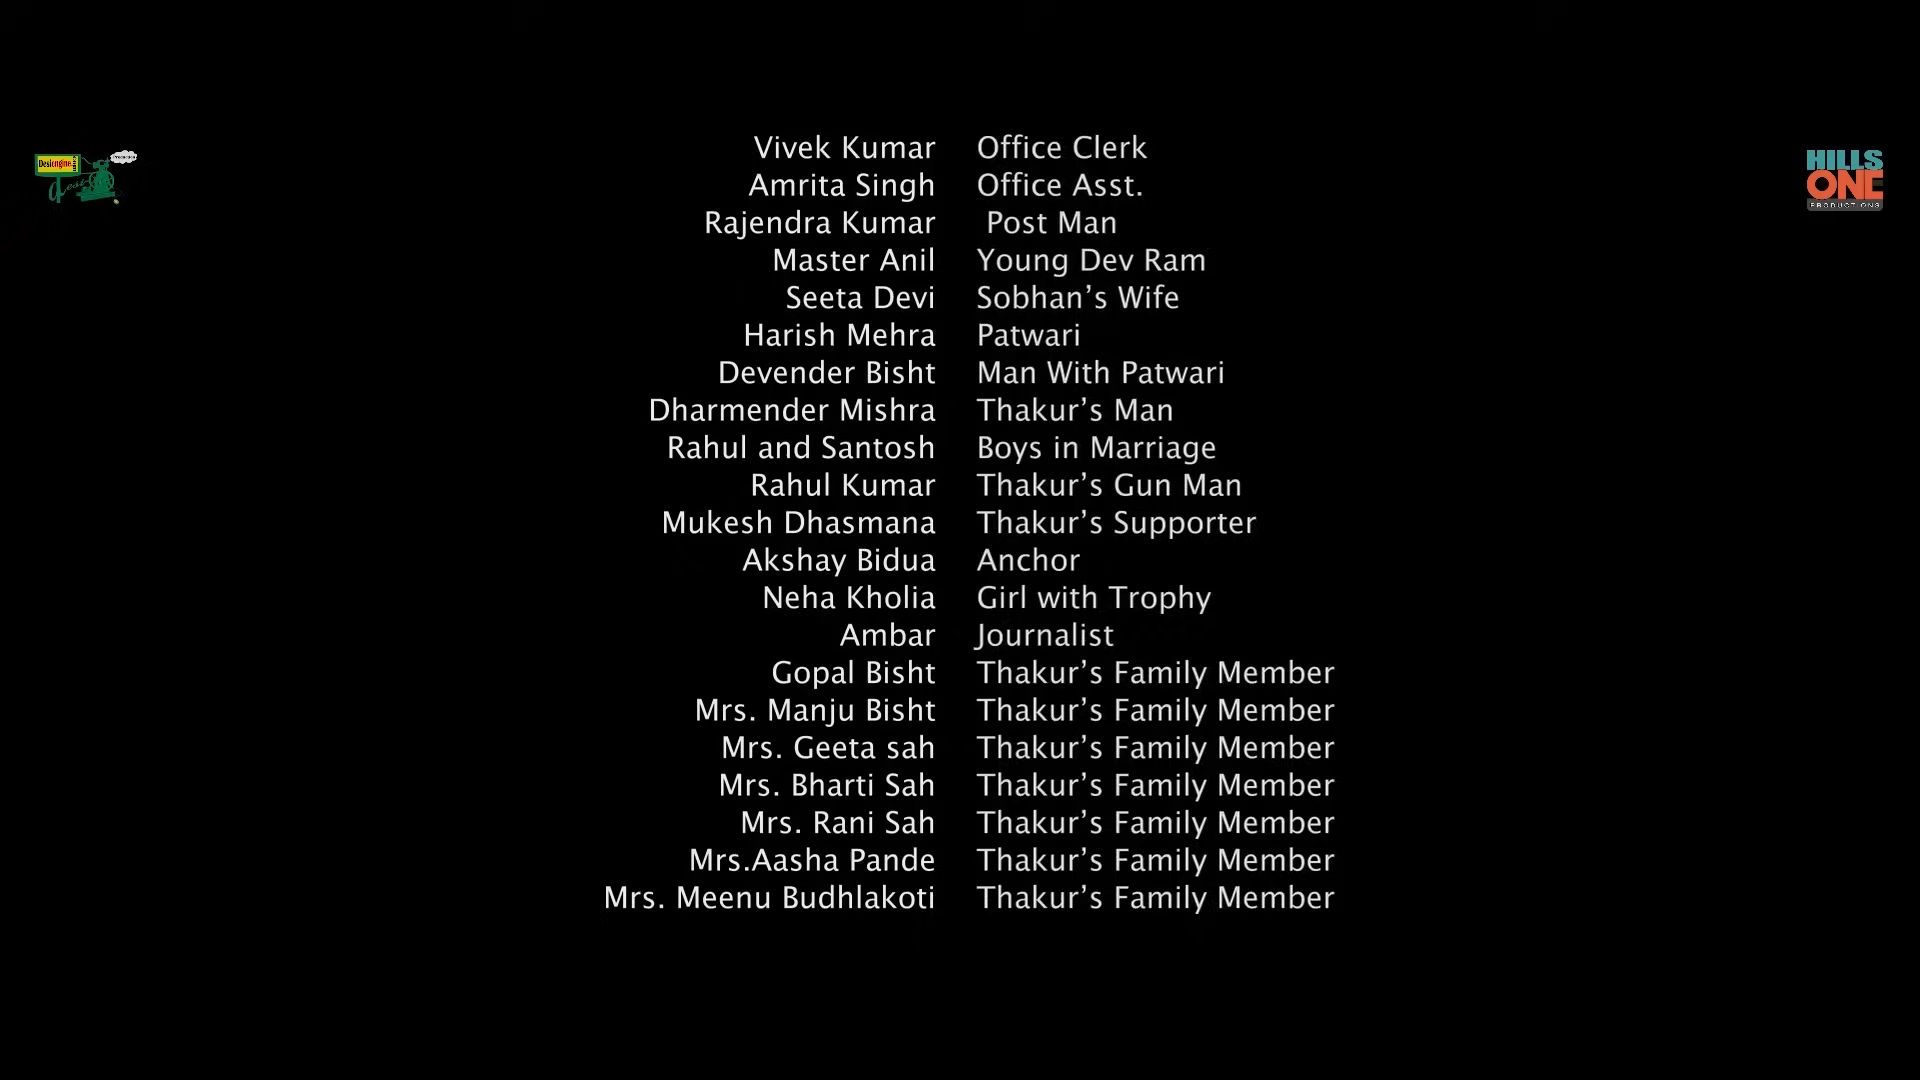 Vivek Kumar Office Clerk
Amrita Singh Office Asst.
Rajendra Kumar Post Man
Master Anil Young Dev Ram
Seeta Devi Sobhan’s Wife
Harish Mehra Patwari
Devender Bisht Man With Patwari
Dharmender Mishra Thakur’s Man
Rahul and Santosh Boys in Marriage
Rahul Kumar Thakur’s Gun Man
Mukesh Dhasmana Thakur’s Supporter
Akshay Bidua Anchor
Neha Kholia Girl with Trophy
Ambar Journalist
Gopal Bisht Thakur’s Family Member
Mrs. Manju Bisht Thakur’s Family Member
Mrs. Geeta sah Thakur’s Family Member
Mrs. Bharti Sah Thakur’s Family Member
Mrs. Rani Sah Thakur’s Family Member
Mrs.Aasha Pande Thakur’s Family Member
Mrs. Meenu Budhlakoti Thakur’s Family Member
Desiengine
Production
HILLS
ONE
PRODUCTIONS